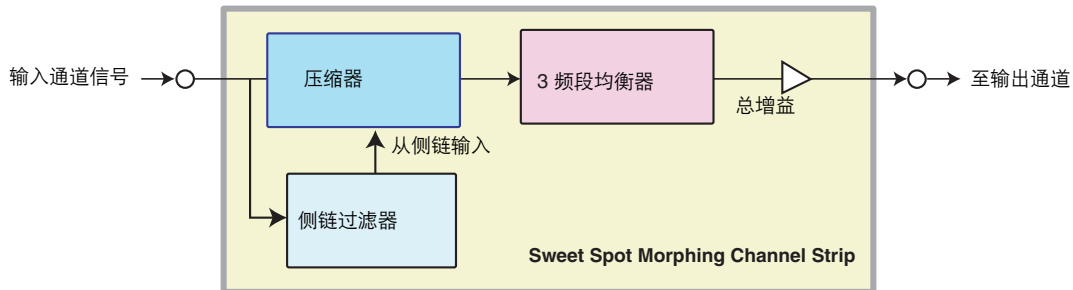 输入通道信号
压缩器
3 频段均衡器
总增益
至输出通道
从侧链输入
侧链过滤器
Sweet Spot Morphing Channel Strip